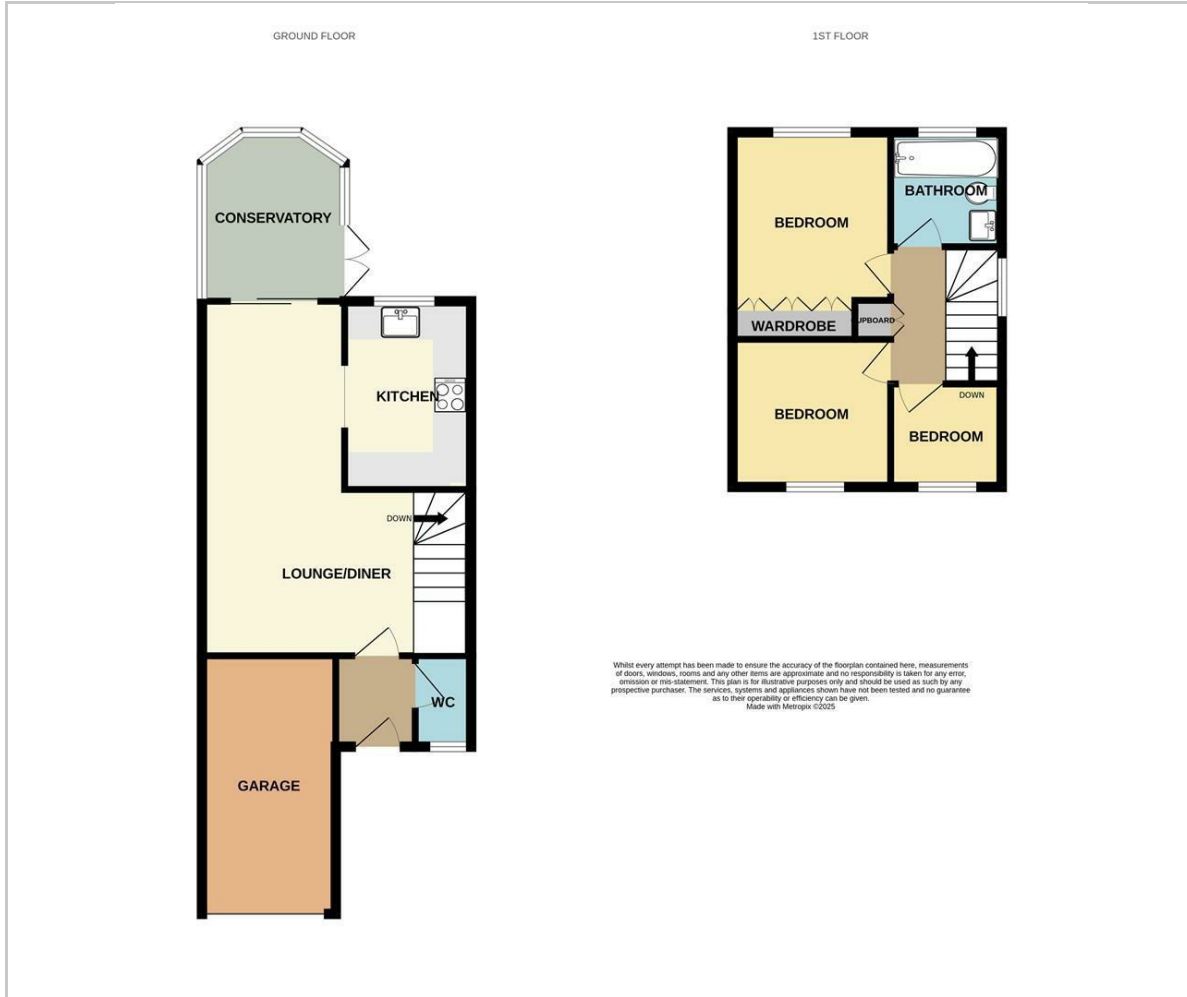 GROUND FLOOR
CONSERVATORY
KITCHEN
DOWN
LOUNGE/DINER
WC
GARAGE
1ST FLOOR
BATHROOM
BEDROOM
WARDROBE
UPBOARD
BEDROOM
DOWN
BEDROOM
Whilst every attempt has been made to ensure the accuracy of the floorplan contained here, measurements
of doors, windows, rooms and any other items are approximate and no responsibility is taken for any error,
omission or mis-statement. This plan is for illustrative purposes only and should be used as such by any
prospective purchaser. The services, systems and appliances shown have not been tested and no guarantee
as to their operability or efficiency can be given.
Made with Metropix ©2025